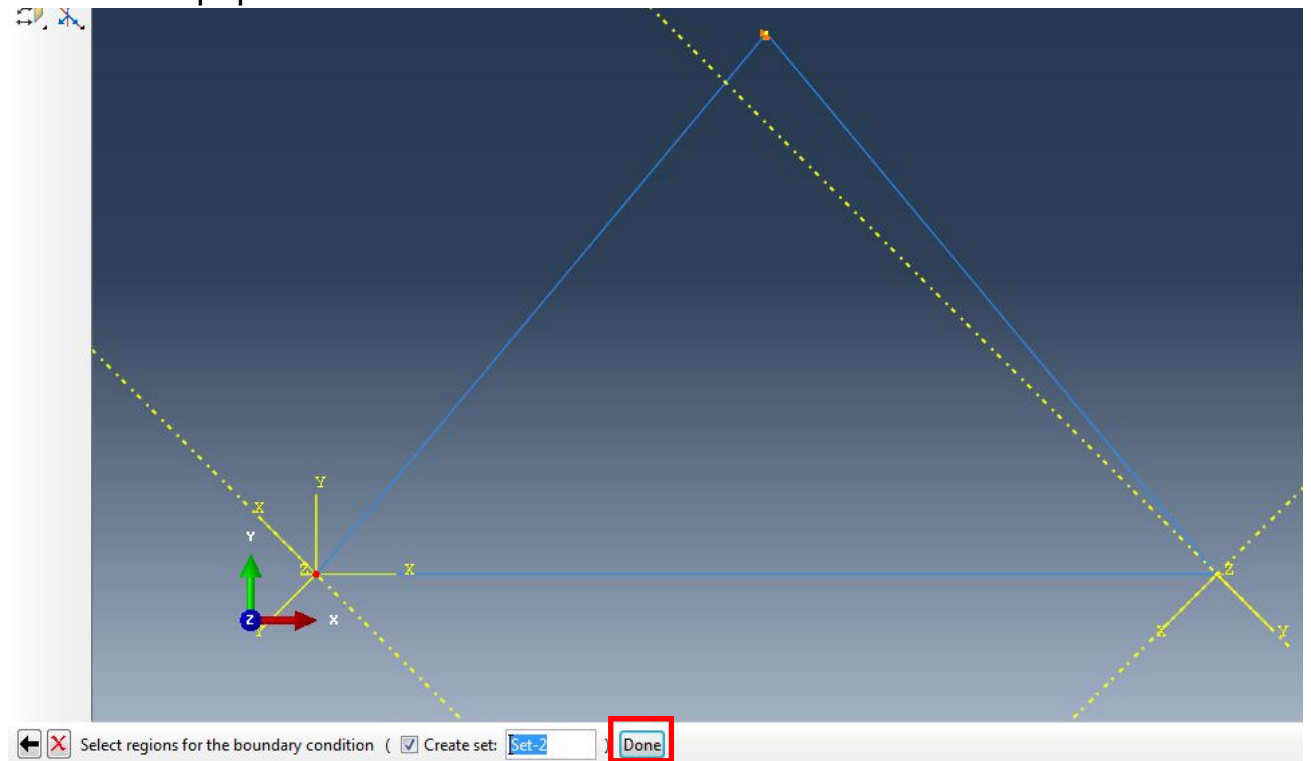 Y
X
Y
Z
X
Z
X
Y
Z
X
Y
Select regions for the boundary condition ( Create set: Set-2 ) Done